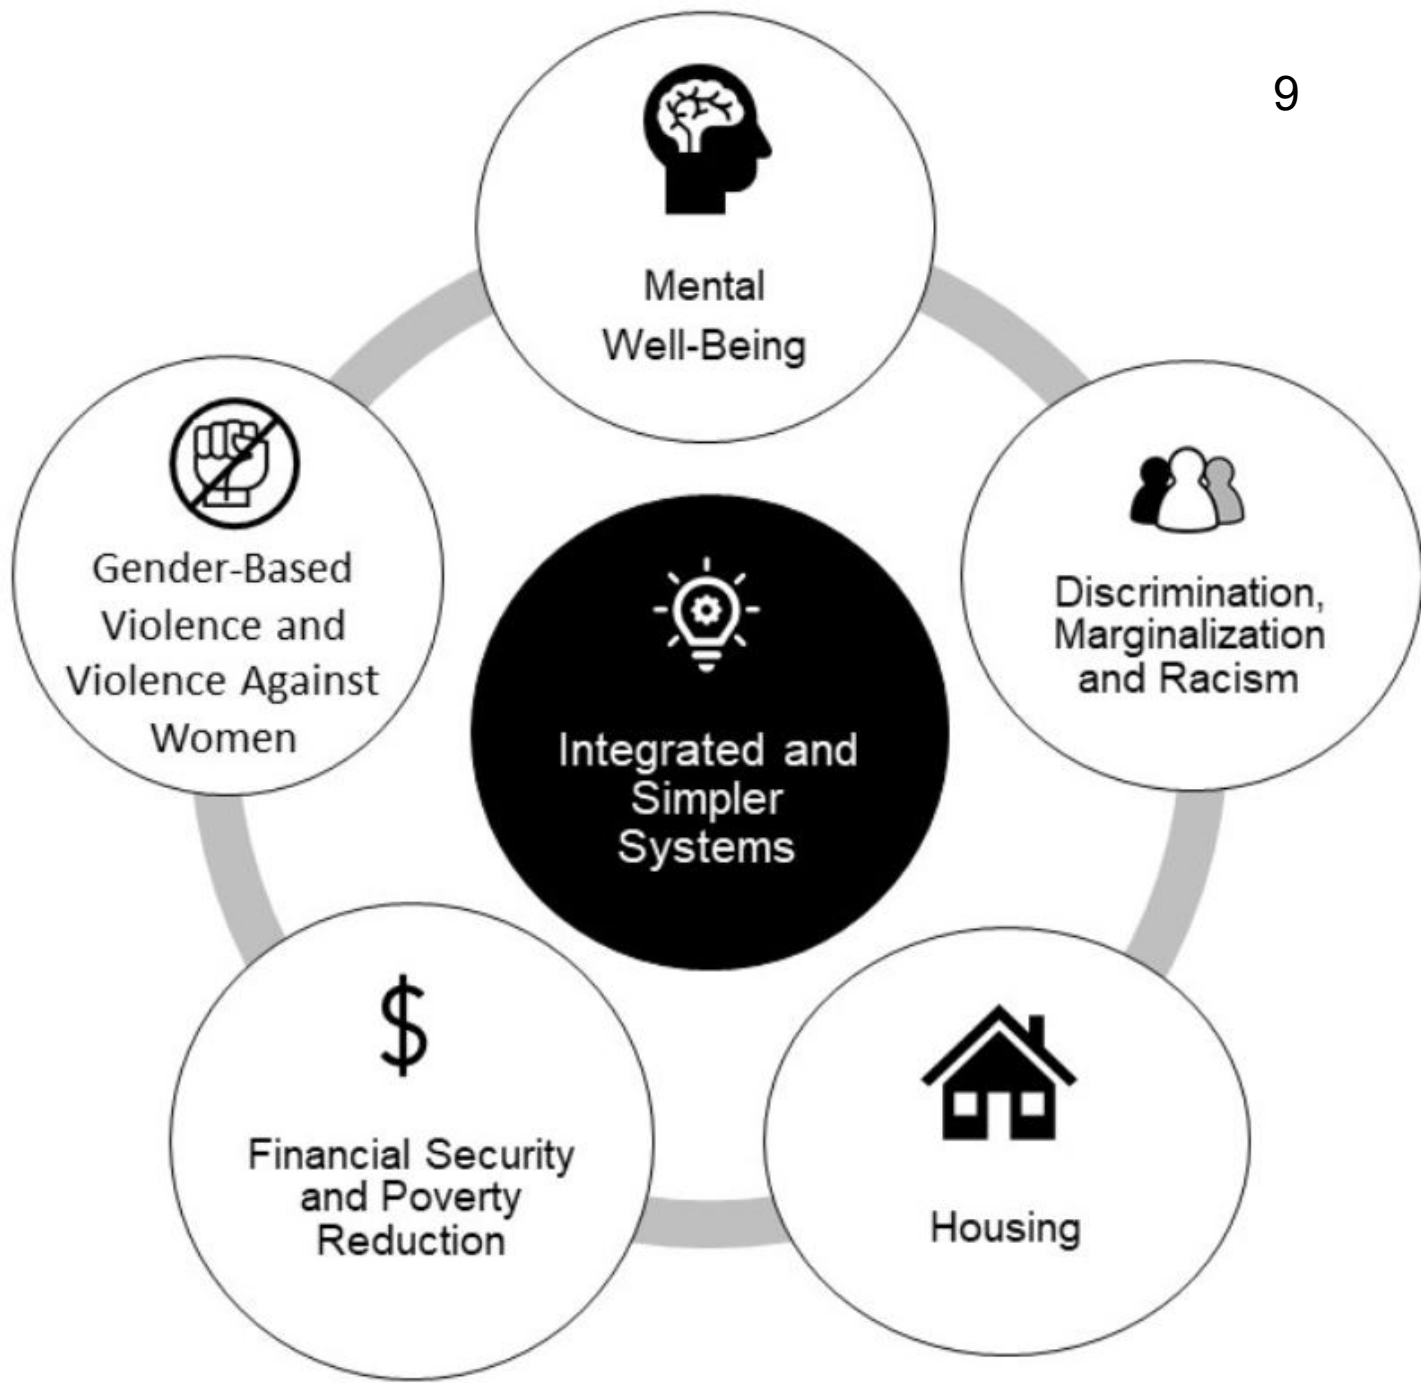 9
Mental
Well-Being
Gender-Based
Violence and
Violence Against
Women
Discrimination,
Marginalization
and Racism
Integrated and
Simpler
Systems
$
Financial Security
and Poverty
Reduction
Housing